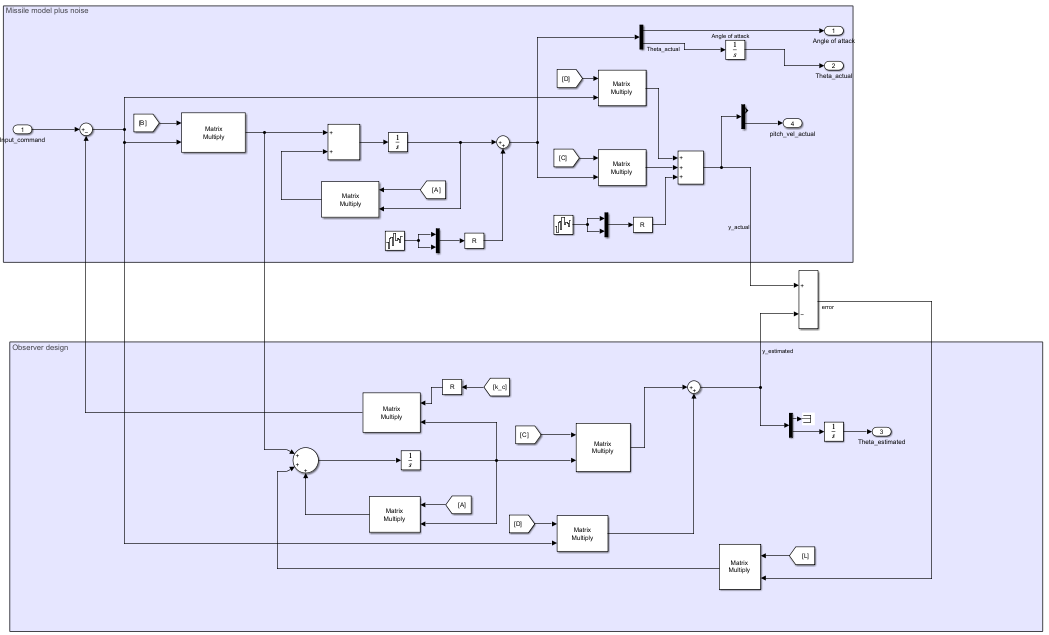 Missile model plus noise
1
Angle of attack
Angle of attack
Theta_actual
1
s
2
Theta_actual
[D]
Matrix
Multiply
1
Input_command
+
-
[B]
Matrix
Multiply
+
+
1
s
+
+
4
pitch_vel_actual
[C]
Matrix
Multiply
+
+
+
Matrix
Multiply
[A]
R
R
y_actual
+
-
error
Observer design
y_estimated
R
[k_c]
Matrix
Multiply
+
+
[C]
Matrix
Multiply
1
s
3
Theta_estimated
+
+
+
1
s
[A]
Matrix
Multiply
[D]
Matrix
Multiply
[L]
Matrix
Multiply